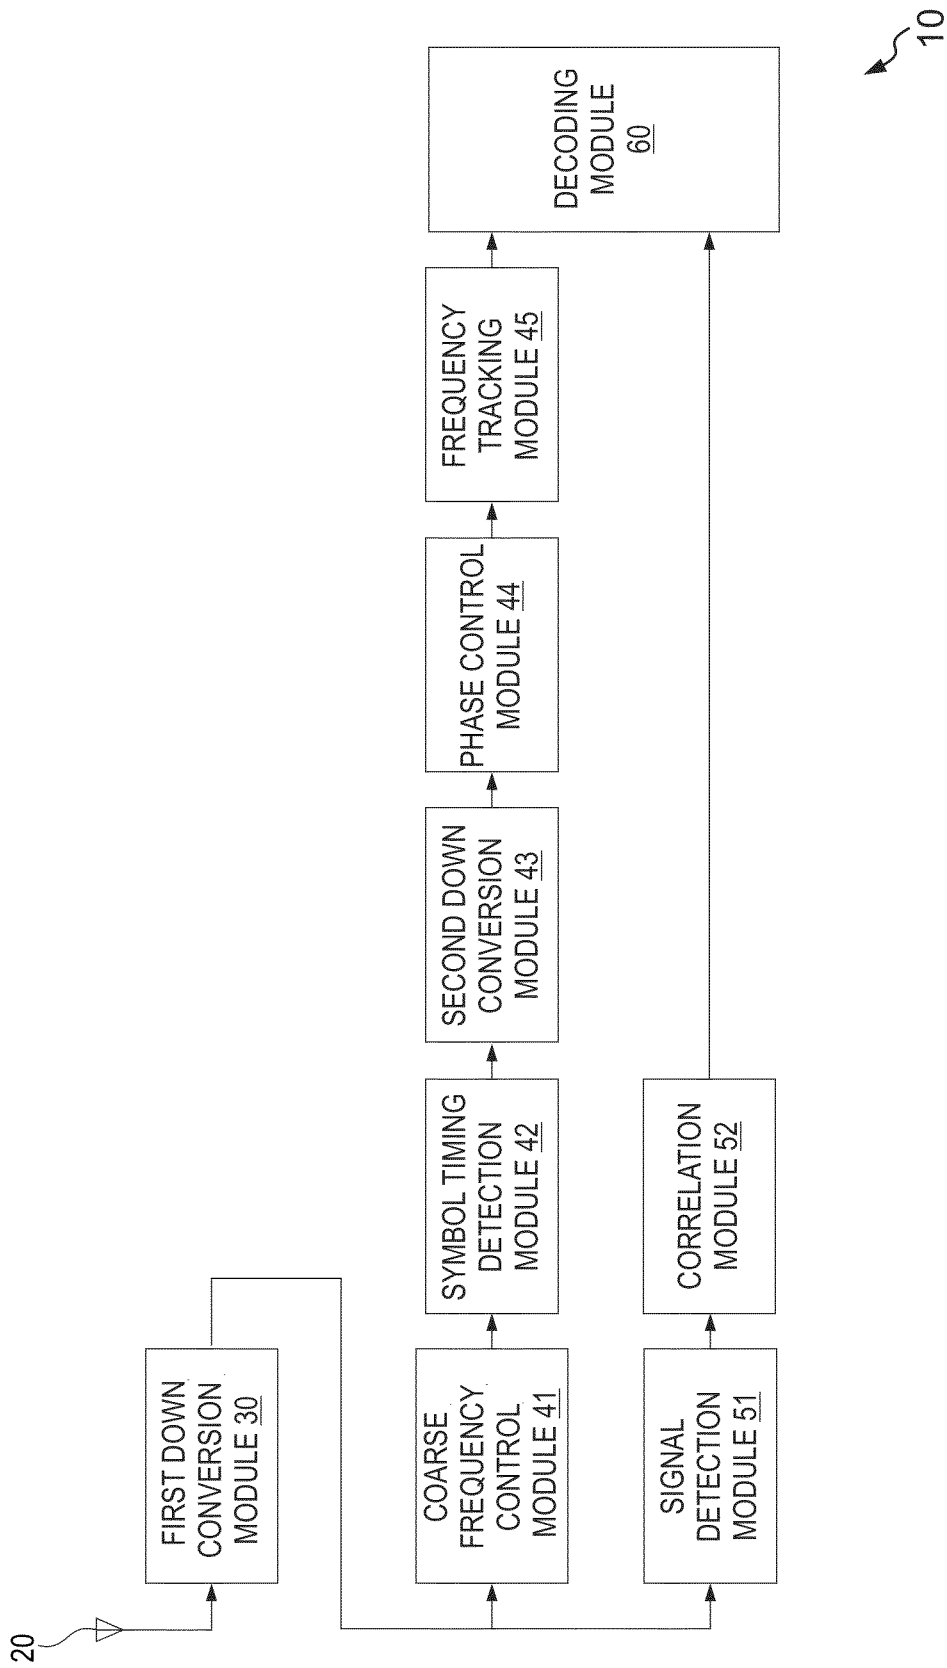 20
FIRST DOWN
CONVERSION
MODULE 30
COARSE
FREQUENCY
CONTROL
MODULE 41
SYMBOL TIMING
DETECTION
MODULE 42
SECOND DOWN
CONVERSION
MODULE 43
PHASE CONTROL
MODULE 44
FREQUENCY
TRACKING
MODULE 45
SIGNAL
DETECTION
MODULE 51
CORRELATION
MODULE 52
DECODING
MODULE
60
10